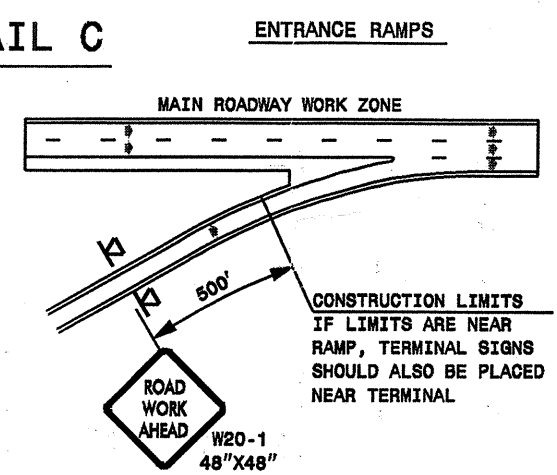 AIL C
ENTRANCE RAMPS
MAIN ROADWAY WORK ZONE
500'
CONSTRUCTION LIMITS
IF LIMITS ARE NEAR
RAMP, TERMINAL SIGNS
SHOULD ALSO BE PLACED
NEAR TERMINAL
ROAD
WORK
AHEAD
W20-1
48"X48"